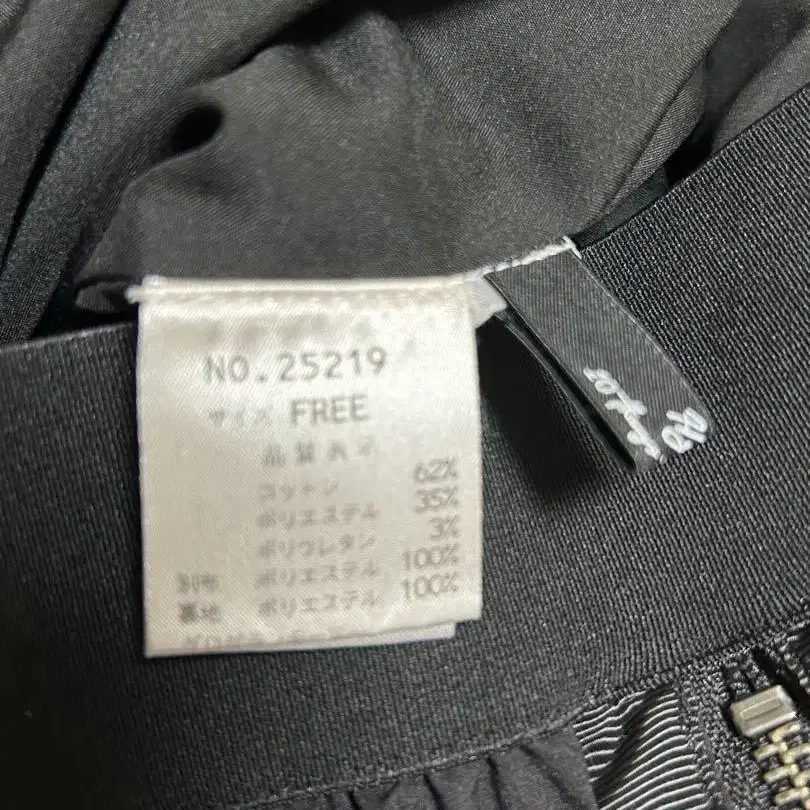 NO.25219
サイズ FREE
品質表示
コットン 62%
ポリエステル 35%
ポリウレタン 3%
別布 ポリエステル 100%
裏地 ポリエステル 100%